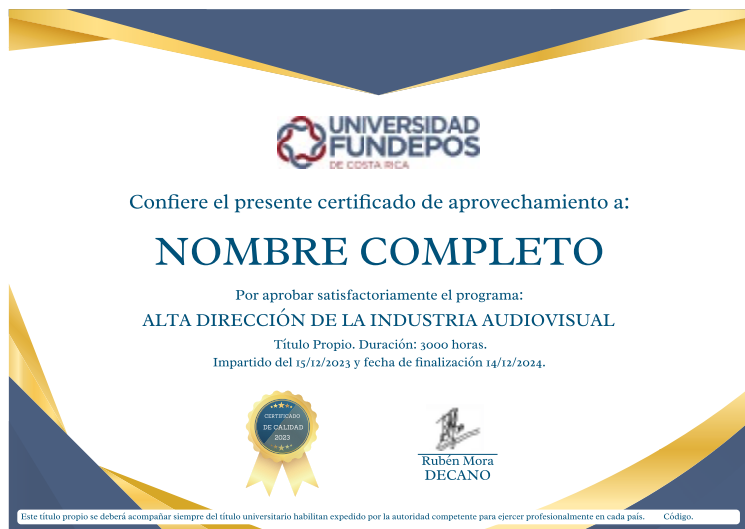 UNIVERSIDAD
FUNDEPOS
DE COSTA RICA
Confiere el presente certificado de aprovechamiento a:
NOMBRE COMPLETO
Por aprobar satisfactoriamente el programa:
ALTA DIRECCIÓN DE LA INDUSTRIA AUDIOVISUAL
Título Propio. Duración: 3000 horas.
Impartido del 15/12/2023 y fecha de finalización 14/12/2024.
CERTIFICADO
DE CALIDAD
2023
Rubén Mora
DECANO
Este título propio se deberá acompañar siempre del título universitario habilitan expedido por la autoridad competente para ejercer profesionalmente en cada país. Código.